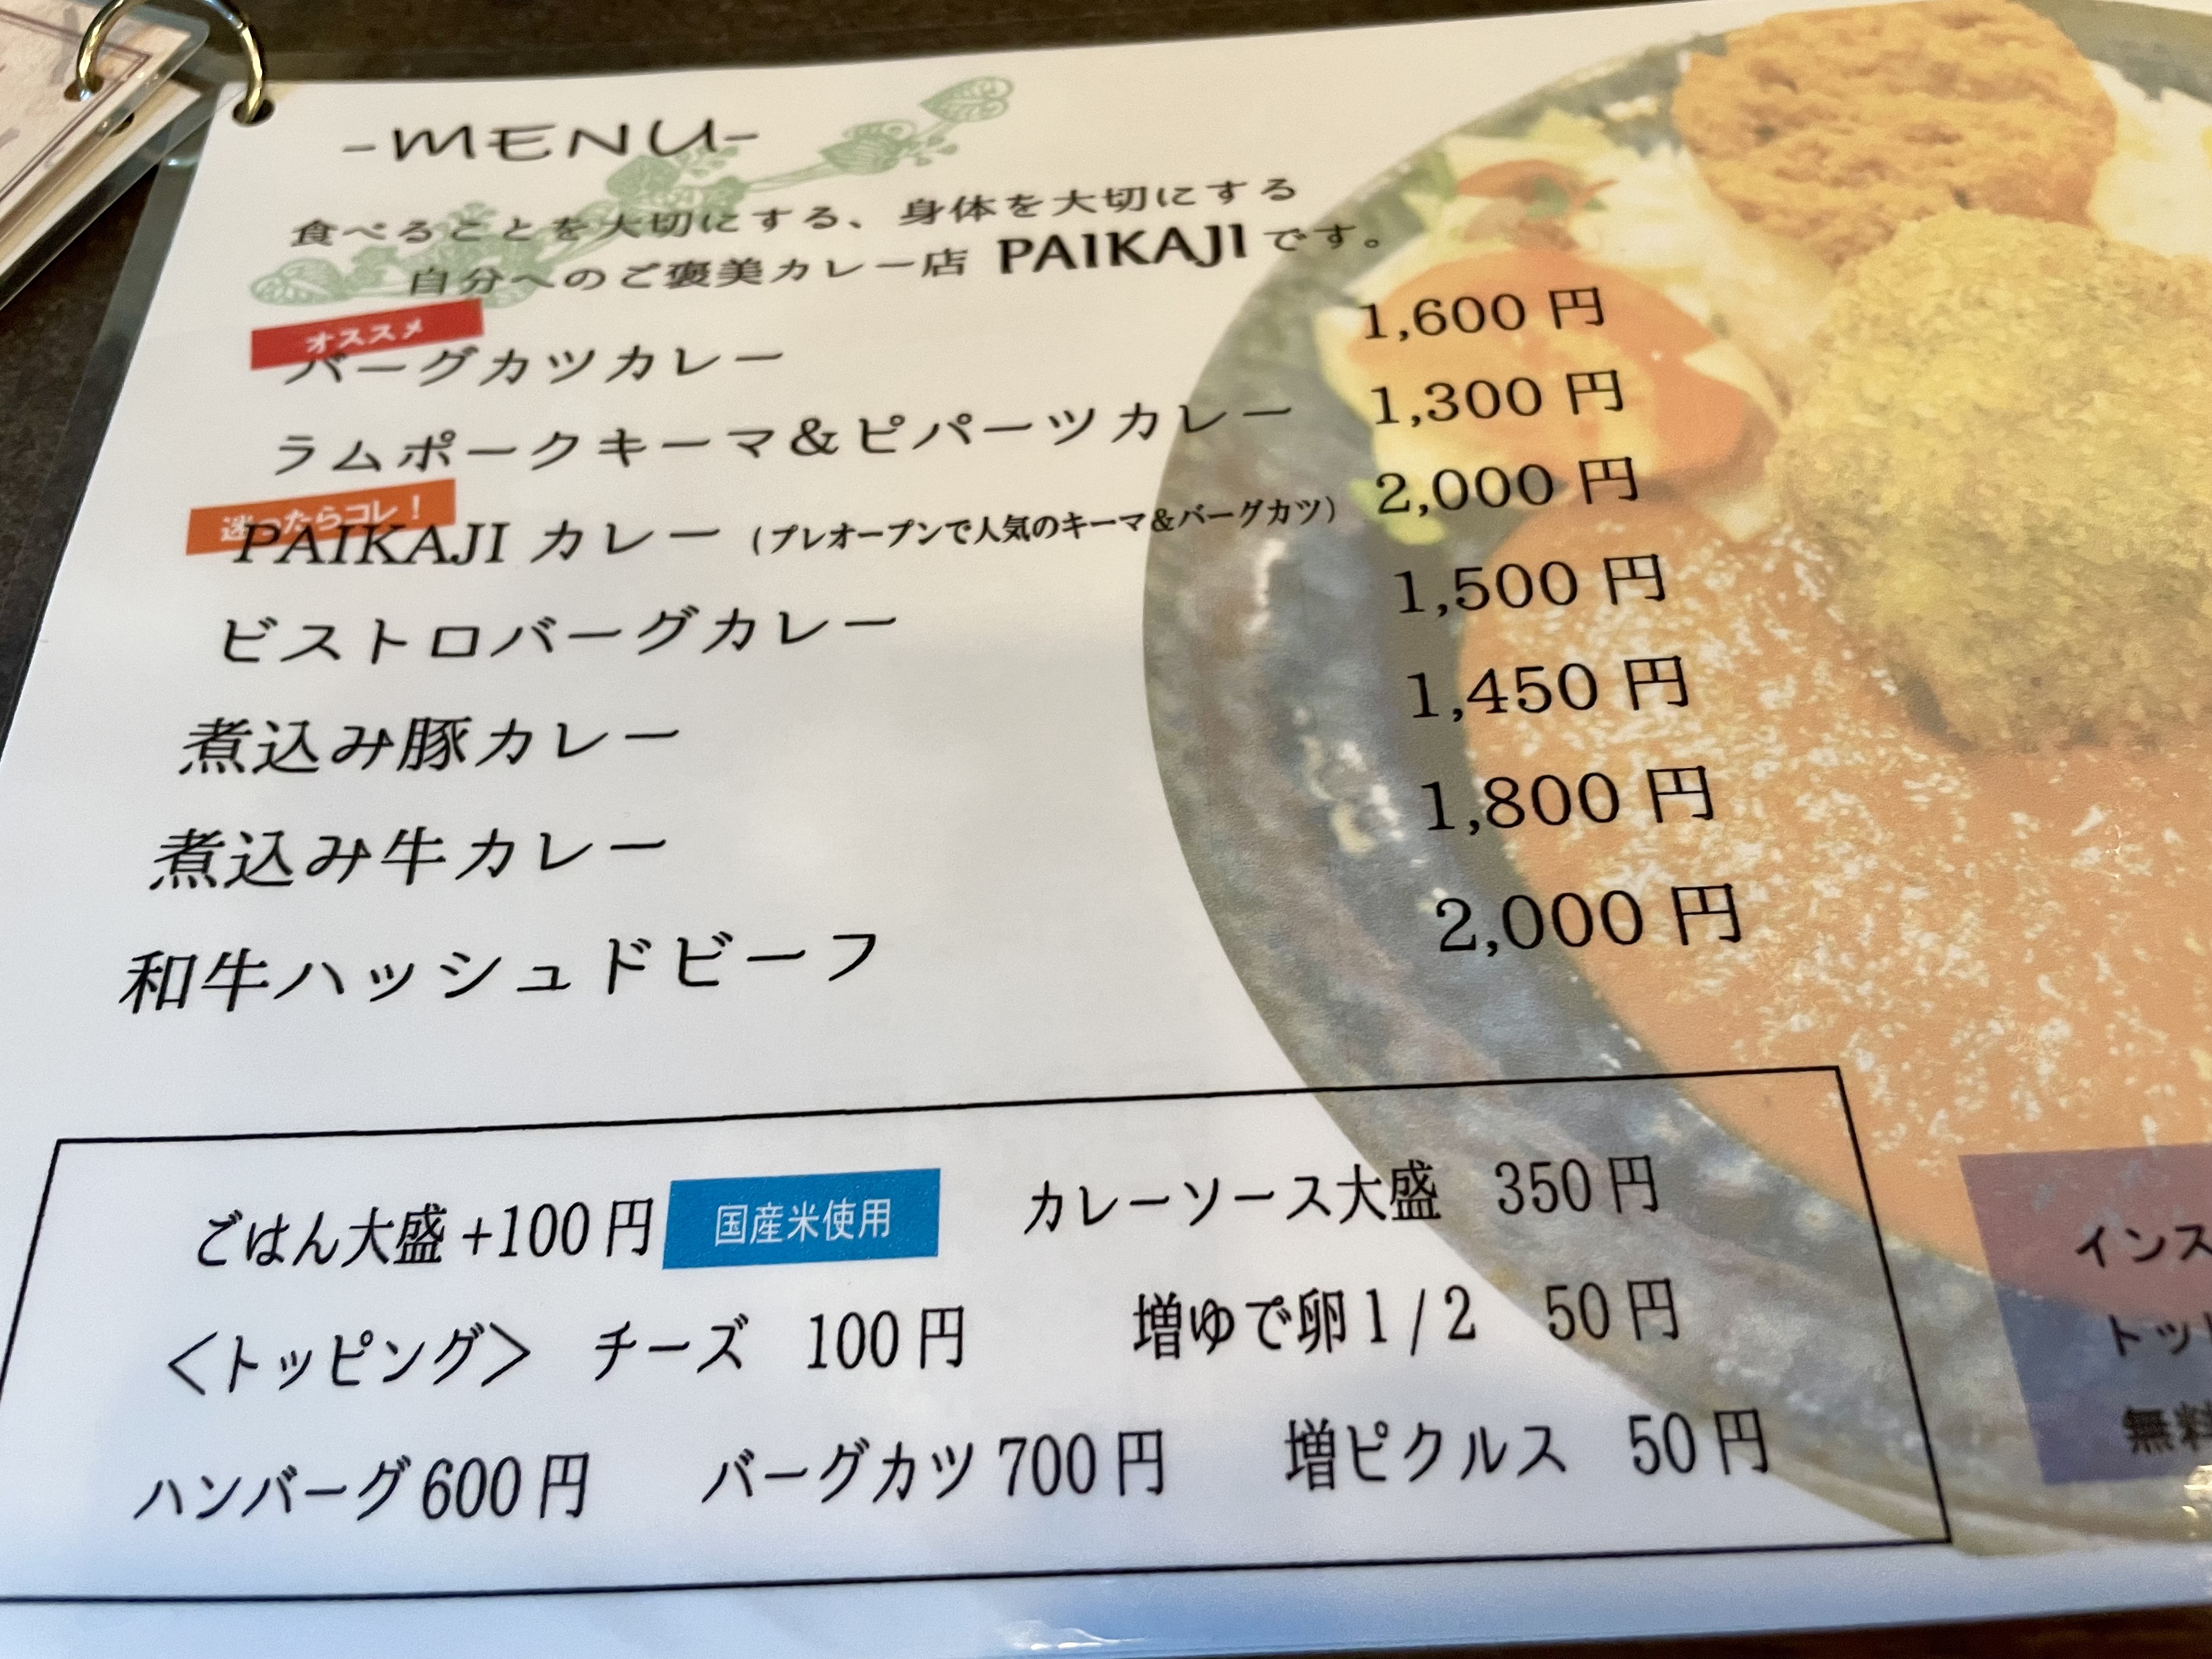 -MENU-
食べることを大切にする、身体を大切にする
自分へのご褒美カレー店 PAIKAJI です。
オススメ
バーグカツカレー 1,600 円
ラムポークキーマ&ピパーツカレー 1,300 円
迷ったらコレ！
PAIKAJI カレー (プレオープンで人気のキーマ&バーグカツ) 2,000 円
ビストロバーグカレー 1,500 円
煮込み豚カレー 1,450 円
煮込み牛カレー 1,800 円
和牛ハッシュドビーフ 2,000 円
ごはん大盛 +100 円 国産米使用 カレーソース大盛 350 円
＜トッピング＞ チーズ 100 円 増ゆで卵 1 / 2 50 円
ハンバーグ 600 円 バーグカツ 700 円 増ピクルス 50 円
インス
トッ
無料